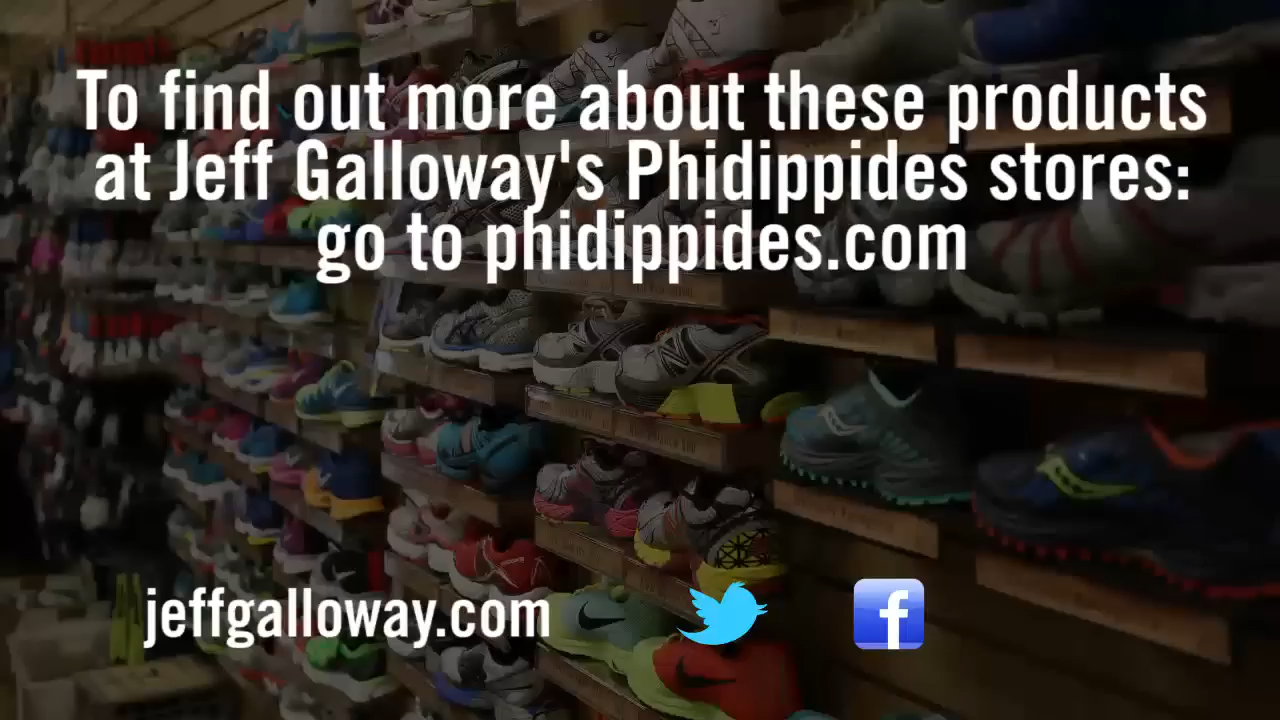 To find out more about these products
at Jeff Galloway's Phidippides stores:
go to phidippides.com
jeffgalloway.com